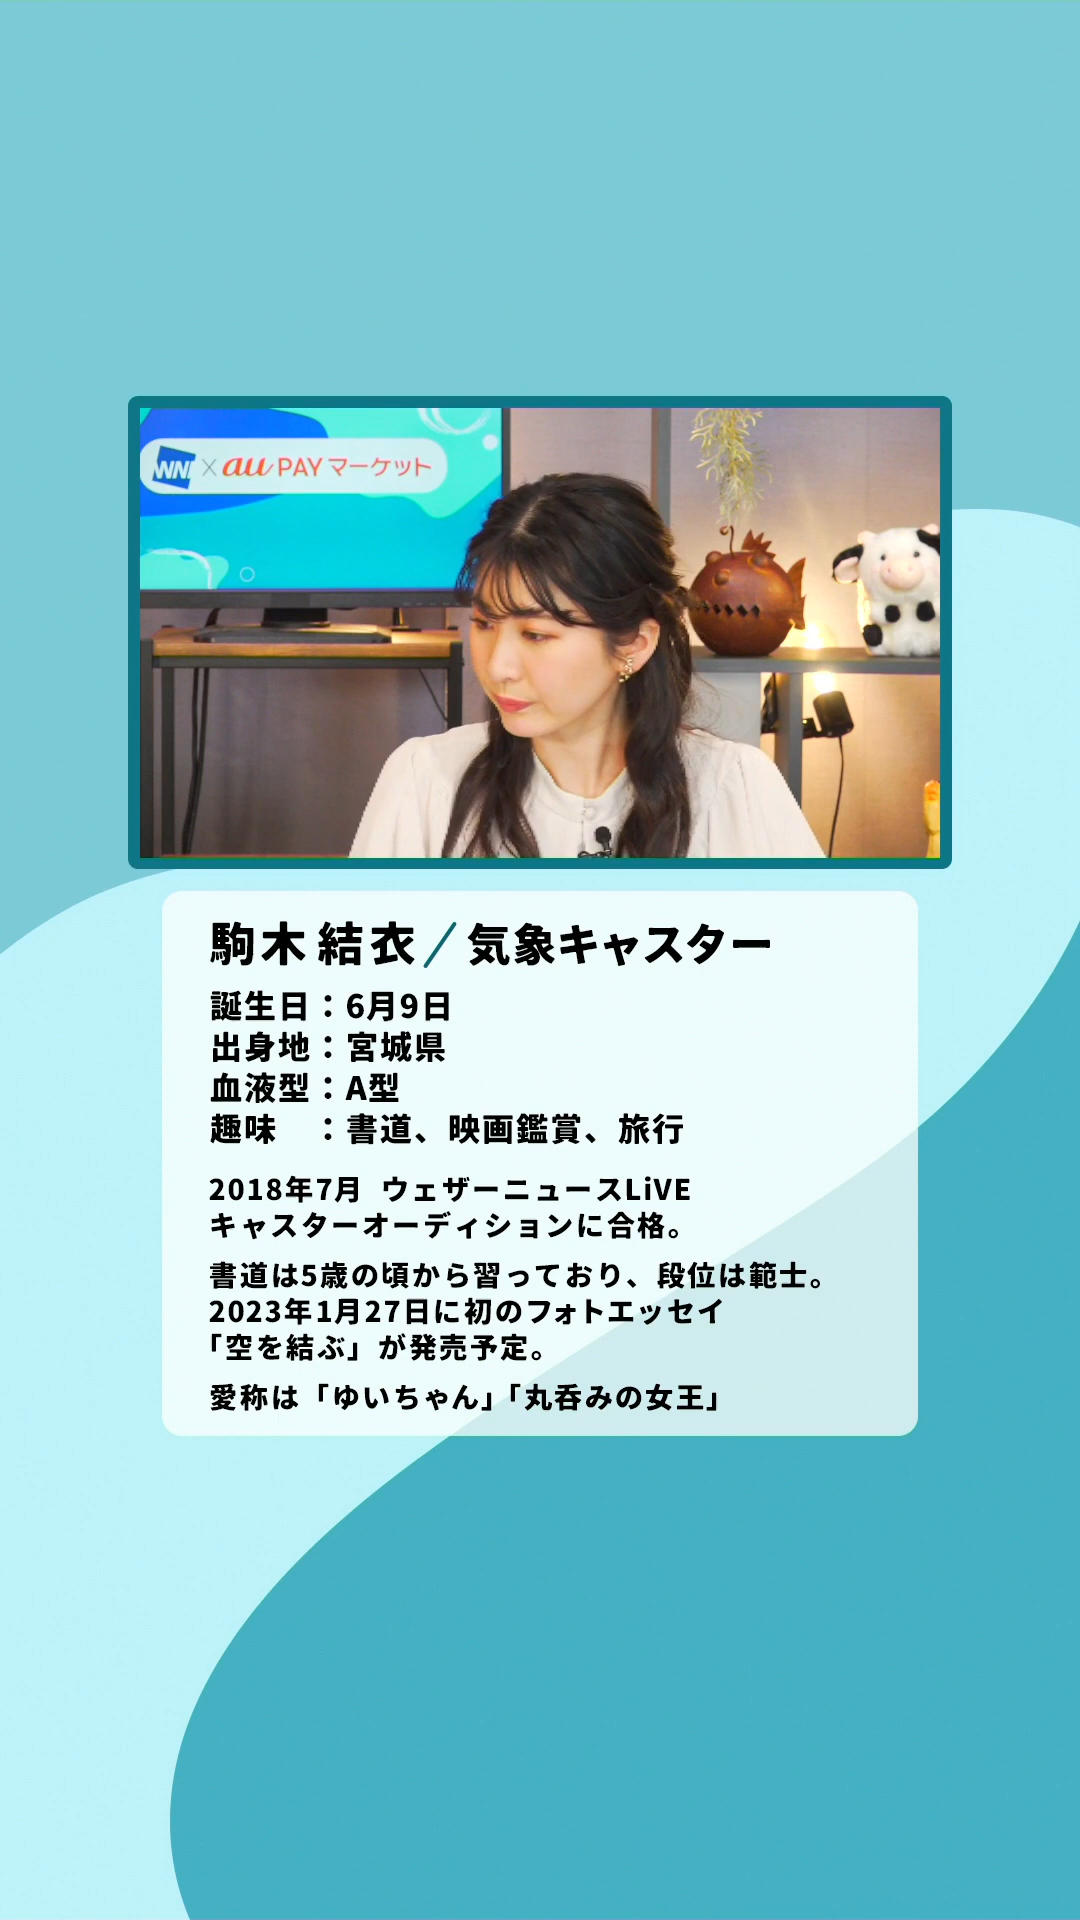 WNI × au PAY マーケット
駒木 結衣／気象キャスター
誕生日：6月9日
出身地：宮城県
血液型：A型
趣味　：書道、映画鑑賞、旅行
2018年7月 ウェザーニュースLiVE
キャスターオーディションに合格。
書道は5歳の頃から習っており、段位は範士。
2023年1月27日に初のフォトエッセイ
「空を結ぶ」が発売予定。
愛称は「ゆいちゃん」「丸呑みの女王」